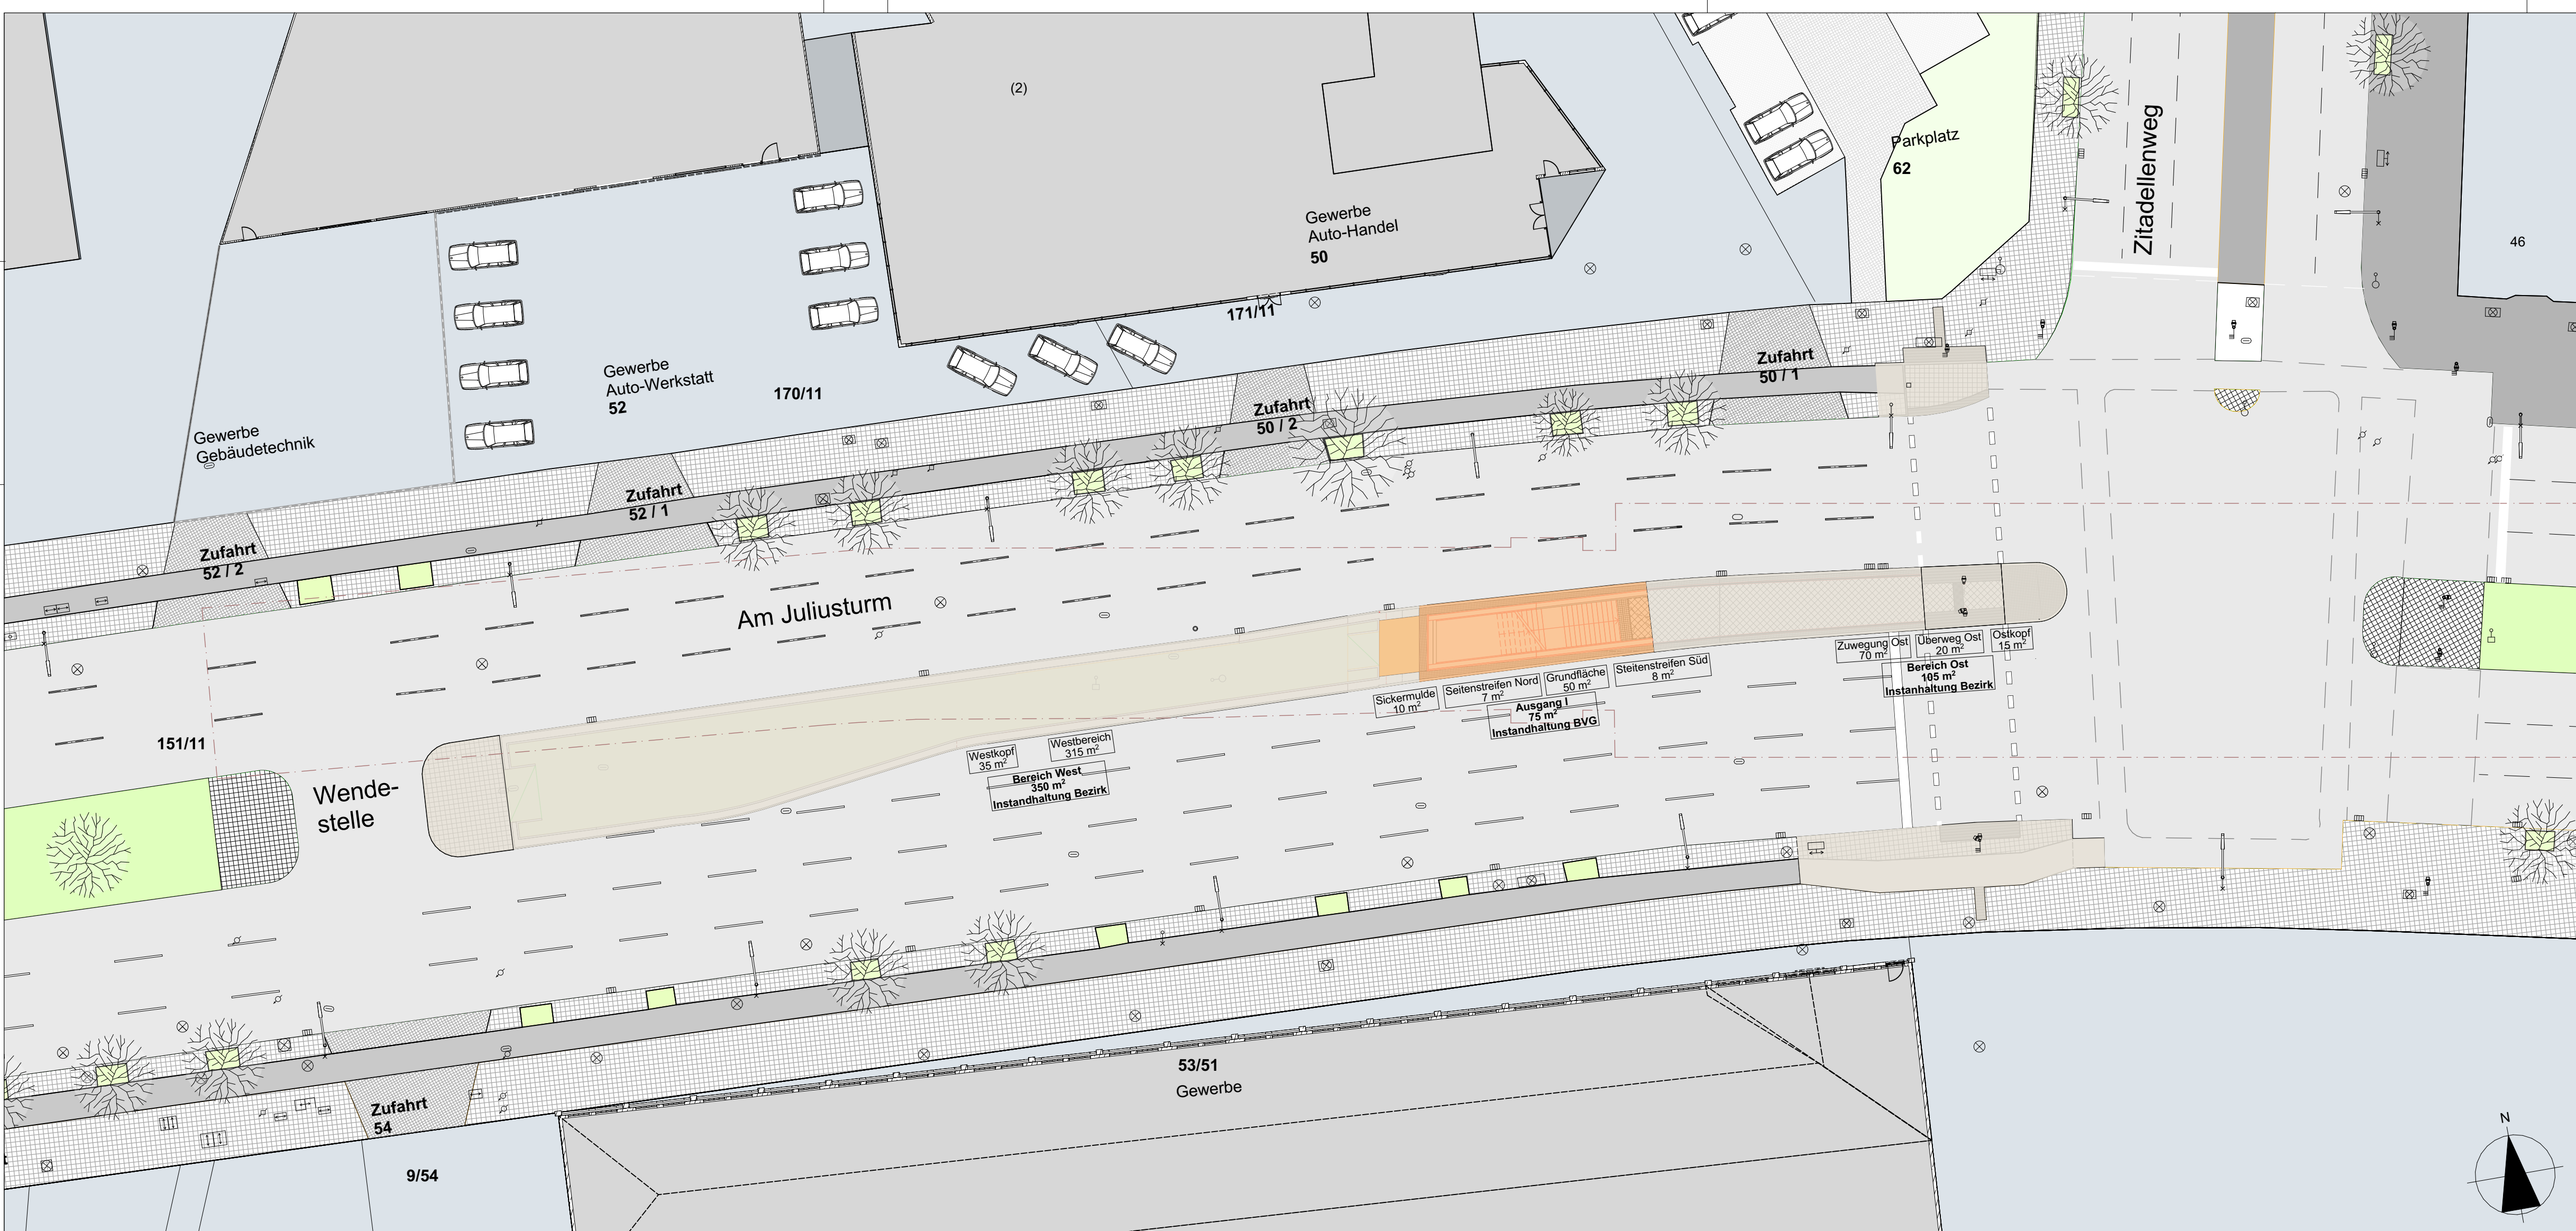 (2)
Parkplatz
62
Zitadellenweg
46
Gewerbe
Auto-Handel
50
171/11
Gewerbe
Auto-Werkstatt
52
170/11
Gewerbe
Gebäudetechnik
Zufahrt
50 / 1
Zufahrt
50 / 2
Zufahrt
52 / 1
Zufahrt
52 / 2
Am Juliusturm
Zuwegung Ost
70 m²
Überweg Ost
20 m²
Ostkopf
15 m²
Bereich Ost
105 m²
Instanhaltung Bezirk
Sickermulde
10 m²
Seitenstreifen Nord
7 m²
Grundfläche
50 m²
Steitenstreifen Süd
8 m²
Ausgang I
75 m²
Instandhaltung BVG
151/11
Westkopf
35 m²
Westbereich
315 m²
Bereich West
350 m²
Instandhaltung Bezirk
Wende-
stelle
53/51
Gewerbe
Zufahrt
54
9/54
N